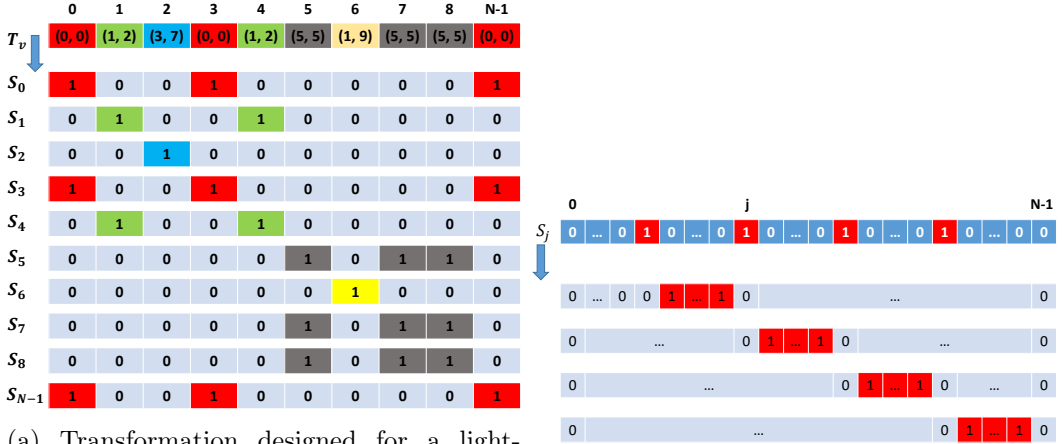 0 1 2 3 4 5 6 7 8 N-1
T_v (0, 0) (1, 2) (3, 7) (0, 0) (1, 2) (5, 5) (1, 9) (5, 5) (5, 5) (0, 0)
S_0 1 0 0 1 0 0 0 0 0 1
S_1 0 1 0 0 1 0 0 0 0 0
S_2 0 0 1 0 0 0 0 0 0 0
S_3 1 0 0 1 0 0 0 0 0 1
S_4 0 1 0 0 1 0 0 0 0 0
S_5 0 0 0 0 0 1 0 1 1 0
S_6 0 0 0 0 0 0 1 0 0 0
S_7 0 0 0 0 0 1 0 1 1 0
S_8 0 0 0 0 0 1 0 1 1 0
S_{N-1} 1 0 0 1 0 0 0 0 0 1
(a) Transformation designed for a light-
0 j N-1
S_j 0 ... 0 1 0 ... 0 1 0 ... 0 1 0 ... 0 1 0 ... 0 0
0 ... 0 0 1 ... 1 0 ... 0
0 ... 0 1 ... 1 0 ... 0
0 ... 0 1 ... 1 0 ... 0
0 ... 0 1 ... 1 0